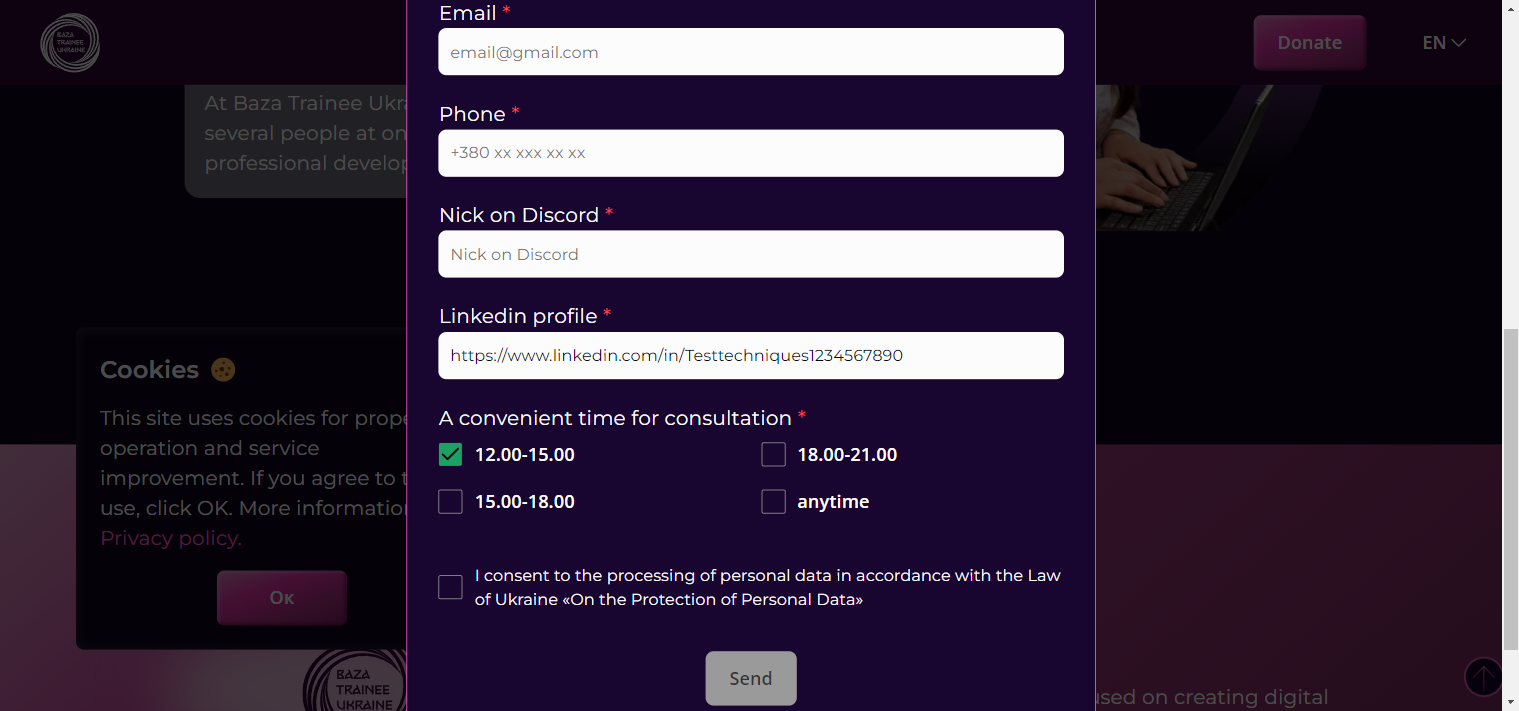 BAZA
TRAINEE
UKRAINE
Donate
EN
At Baza Trainee Ukra
several people at on
professional develop
Email *
email@gmail.com
Phone *
+380 xx xxx xx xx
Nick on Discord *
Nick on Discord
Linkedin profile *
https://www.linkedin.com/in/Testtechniques1234567890
A convenient time for consultation *
12.00-15.00
18.00-21.00
15.00-18.00
anytime
I consent to the processing of personal data in accordance with the Law
of Ukraine «On the Protection of Personal Data»
Send
Cookies
This site uses cookies for prope
operation and service
improvement. If you agree to t
use, click OK. More information
Privacy policy.
Ok
BAZA
TRAINEE
UKRAINE
used on creating digital